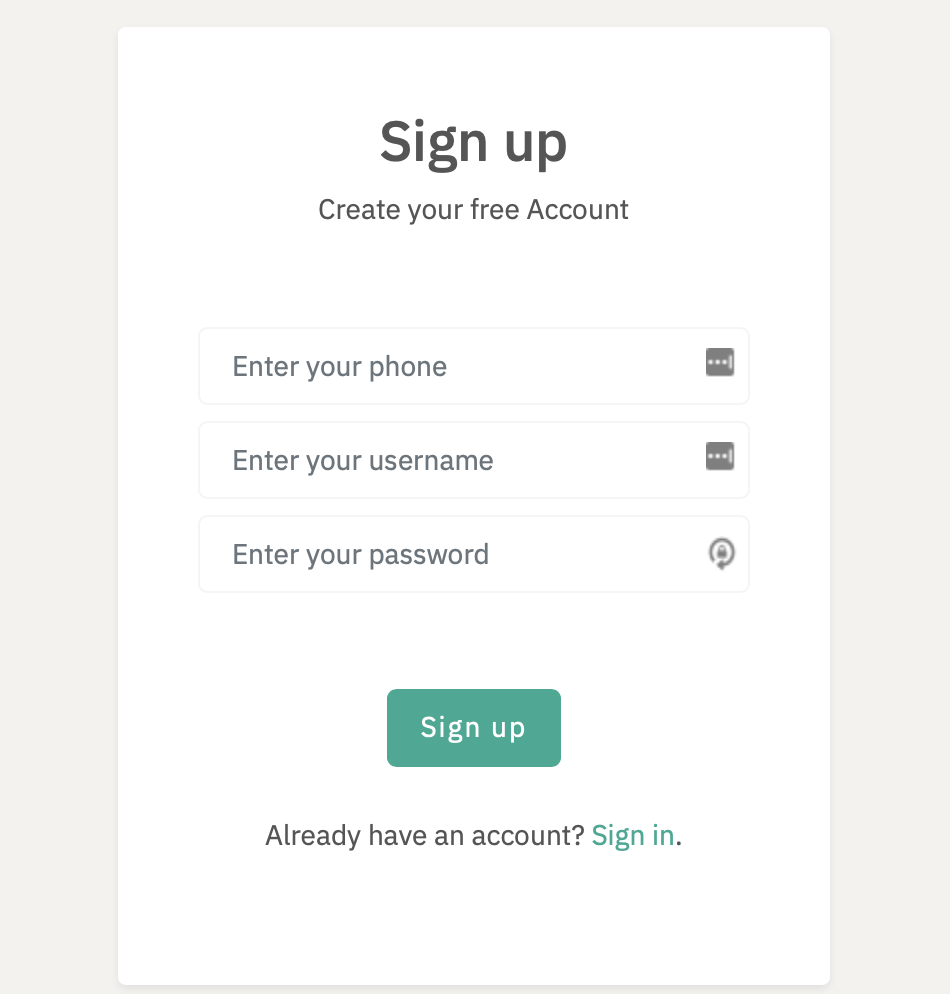 Sign up
Create your free Account
Enter your phone
Enter your username
Enter your password
Sign up
Already have an account? Sign in.